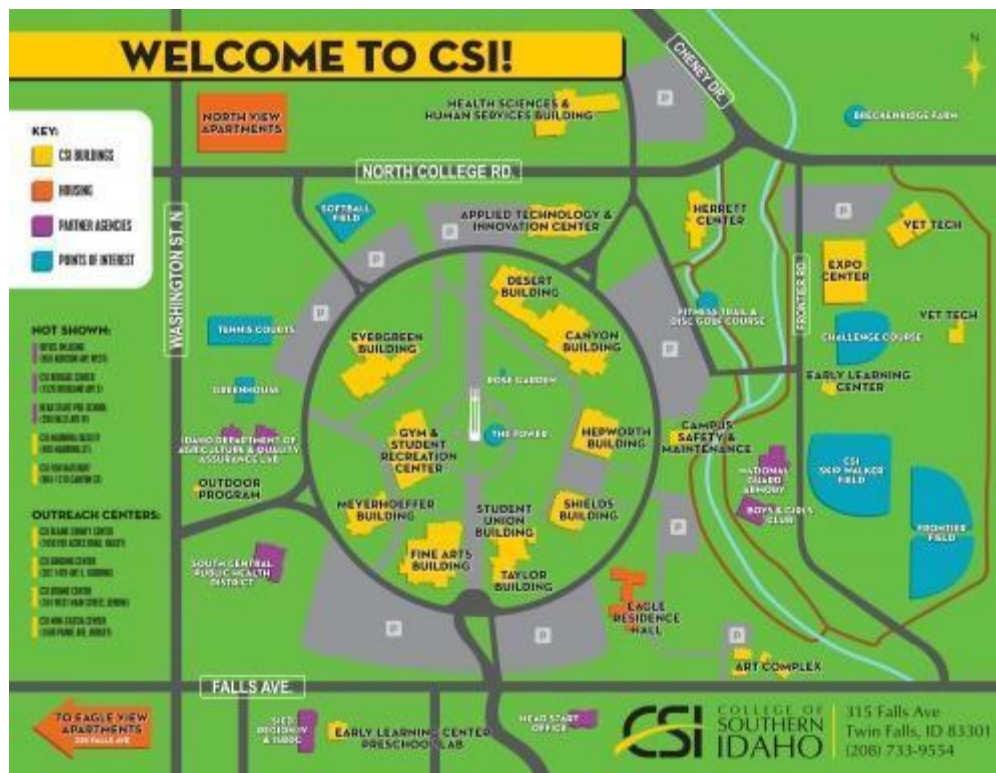 WELCOME TO CSI!
N
CHENEY DR.
P
BRECKENRIDGE FARM
KEY:
CSI BUILDINGS
HOUSING
PARTNER AGENCIES
POINTS OF INTEREST
NORTH VIEW
APARTMENTS
HEALTH SCIENCES &
HUMAN SERVICES BUILDING
NORTH COLLEGE RD.
WASHINGTON ST. N
SOFTBALL
FIELD
P
P
APPLIED TECHNOLOGY &
INNOVATION CENTER
HERRETT
CENTER
P
VET TECH
EXPO
CENTER
FRONTIER RD.
DESERT
BUILDING
P
TENNIS COURTS
EVERGREEN
BUILDING
CANYON
BUILDING
FITNESS TRAIL &
DISC GOLF COURSE
P
CHALLENGE COURSE
VET TECH
NOT SHOWN:
EARLY LEARNING
CENTER
GREENHOUSE
ROSE GARDEN
THE TOWER
IDAHO DEPARTMENT OF
AGRICULTURE & QUALITY
ASSURANCE LAB
GYM &
STUDENT
RECREATION
CENTER
HEPWORTH
BUILDING
CAMPUS
SAFETY &
MAINTENANCE
NATIONAL
GUARD
ARMORY
CSI
SKIP WALKER
FIELD
OUTDOOR
PROGRAM
MEYERHOEFFER
BUILDING
STUDENT
UNION
BUILDING
SHIELDS
BUILDING
BOYS & GIRLS
CLUB
P
FRONTIER
FIELD
OUTREACH CENTERS:
SOUTH CENTRAL
PUBLIC HEALTH
DISTRICT
FINE ARTS
BUILDING
TAYLOR
BUILDING
EAGLE
RESIDENCE
HALL
P
P
P
ART COMPLEX
FALLS AVE.
TO EAGLE VIEW
APARTMENTS
EARLY LEARNING CENTER
PRESCHOOL LAB
HEAD START
OFFICE
CSI
COLLEGE OF
SOUTHERN
IDAHO
315 Falls Ave
Twin Falls, ID 83301
(208) 733-9554